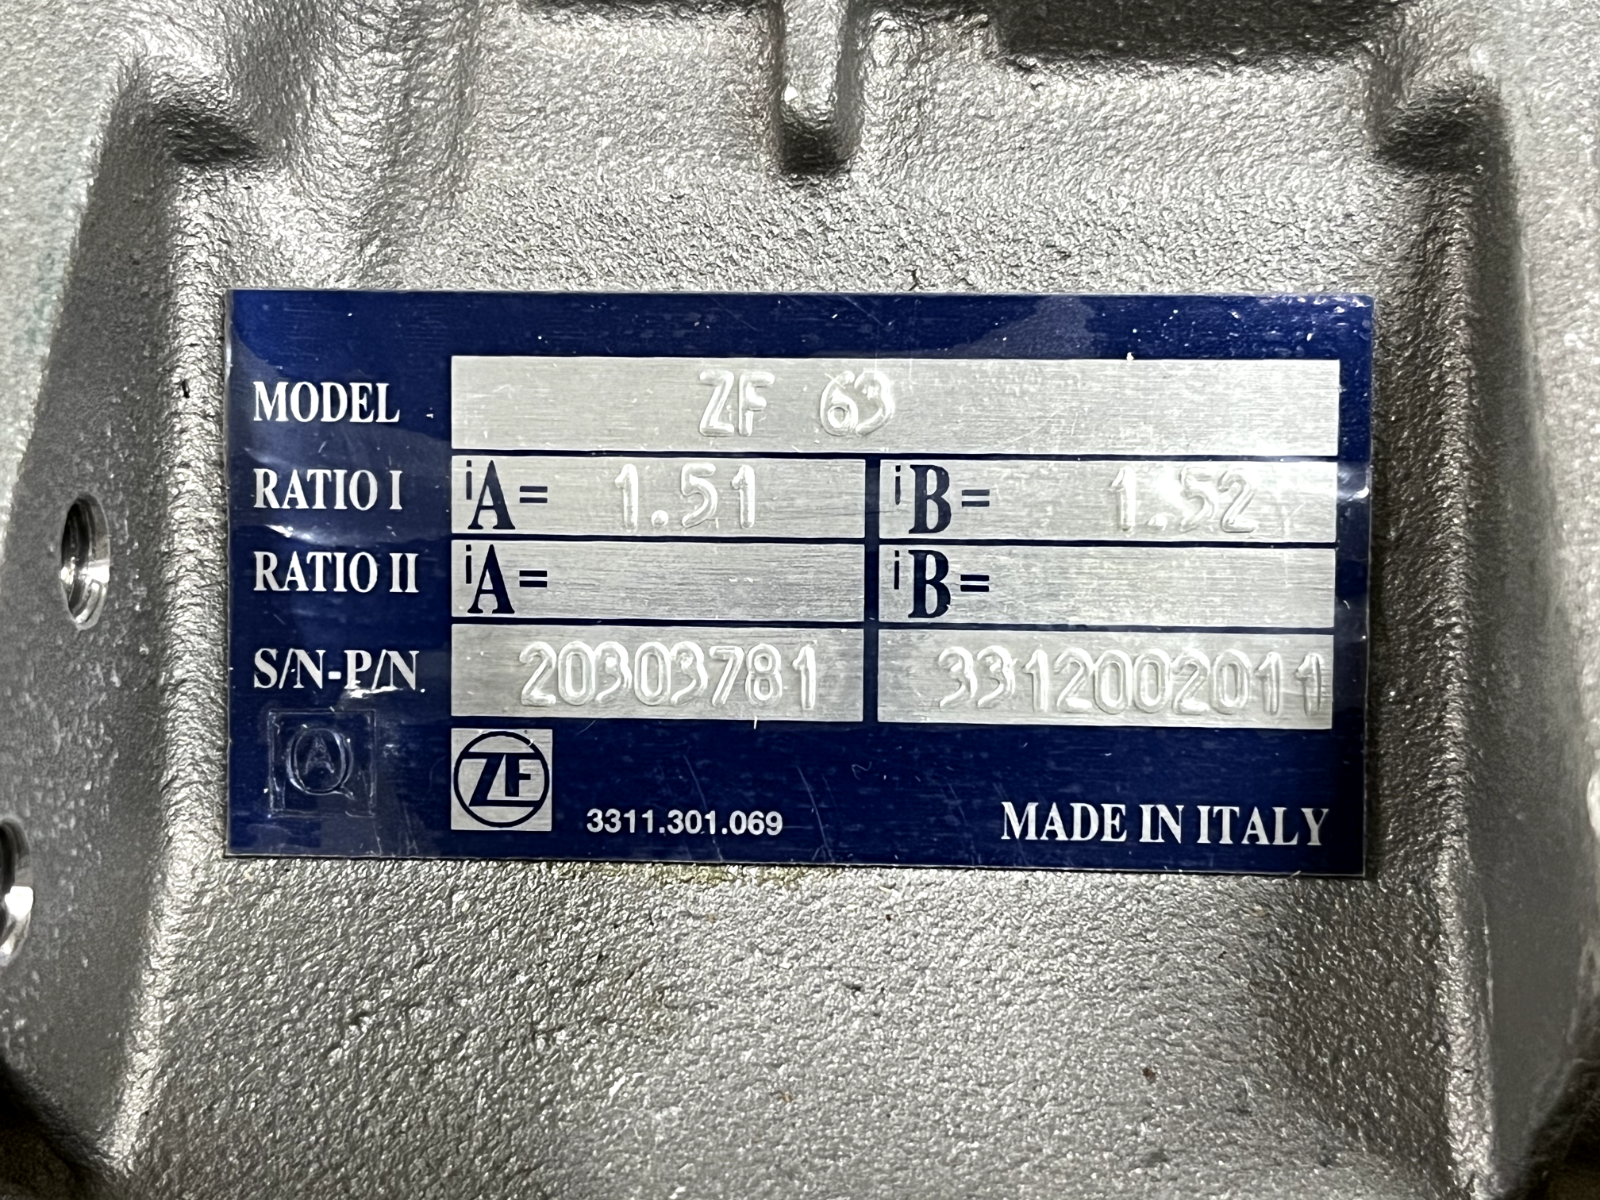 MODEL ZF 63
RATIO I iA= 1.51 iB= 1.52
RATIO II iA= iB=
S/N-P/N 20303781 3312002011
A
ZF 3311.301.069 MADE IN ITALY